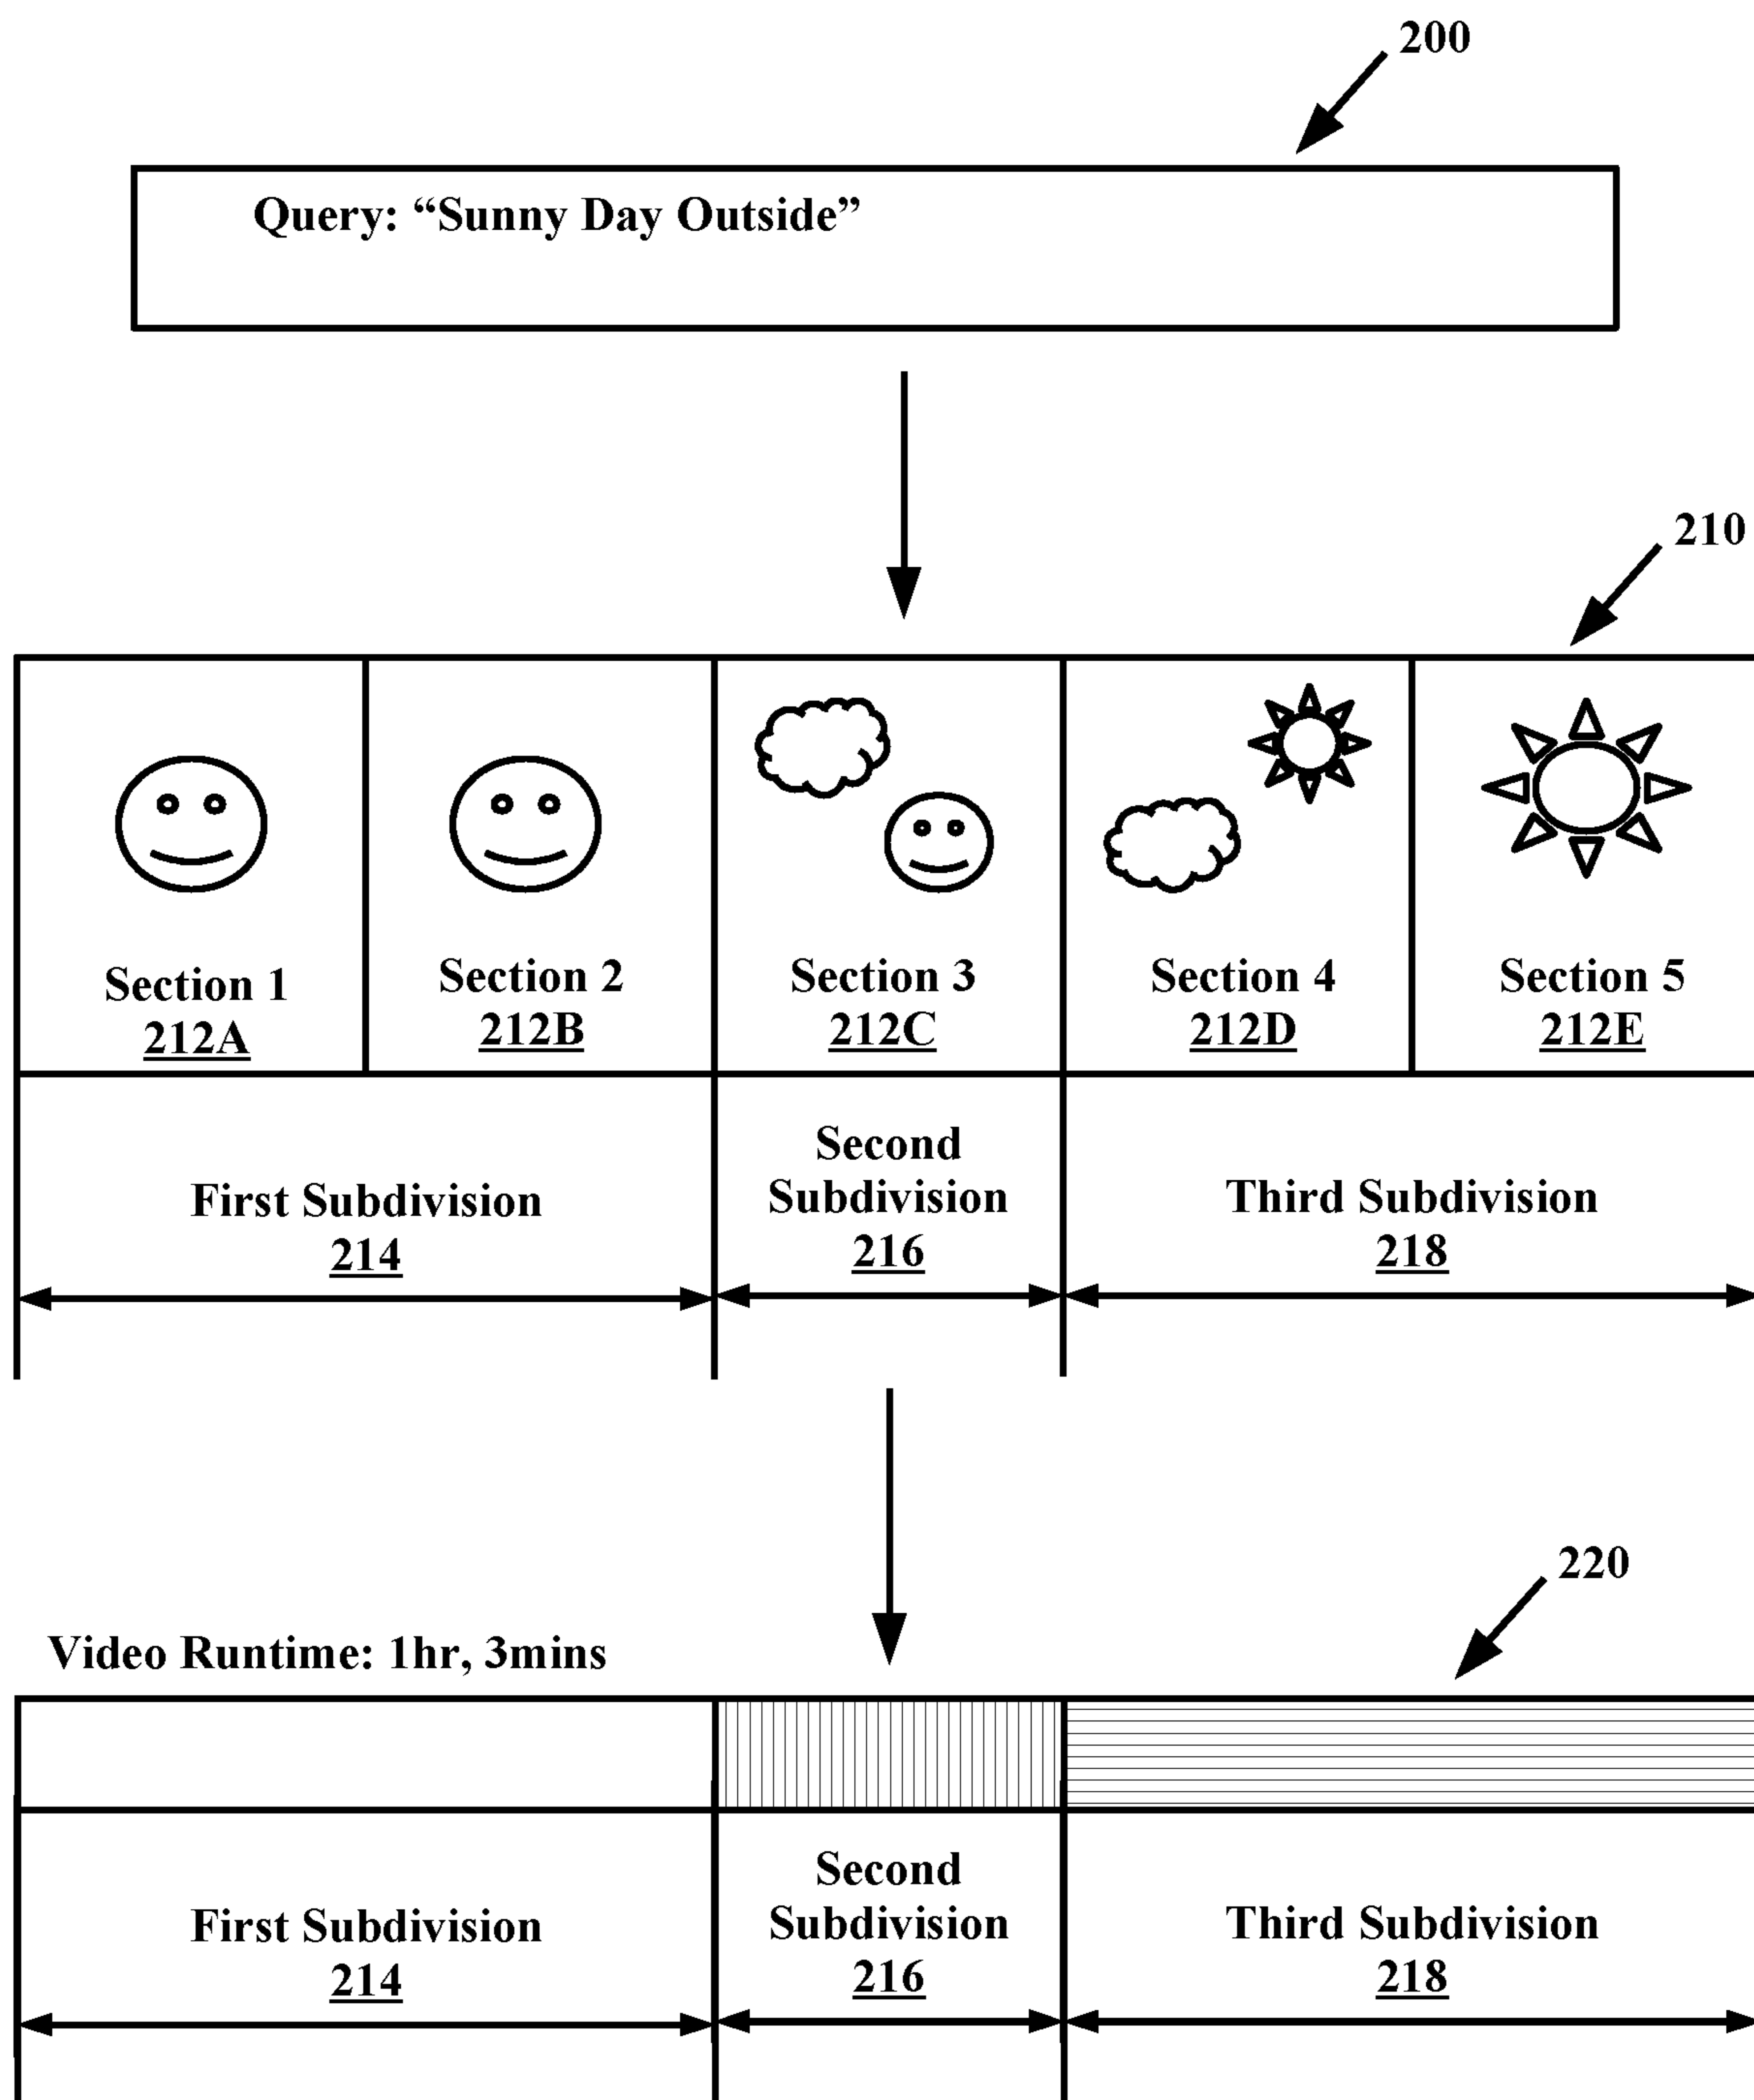 200
Query: “Sunny Day Outside”
210
Section 1
212A
Section 2
212B
Section 3
212C
Section 4
212D
Section 5
212E
First Subdivision
214
Second
Subdivision
216
Third Subdivision
218
220
Video Runtime: 1hr, 3mins
First Subdivision
214
Second
Subdivision
216
Third Subdivision
218